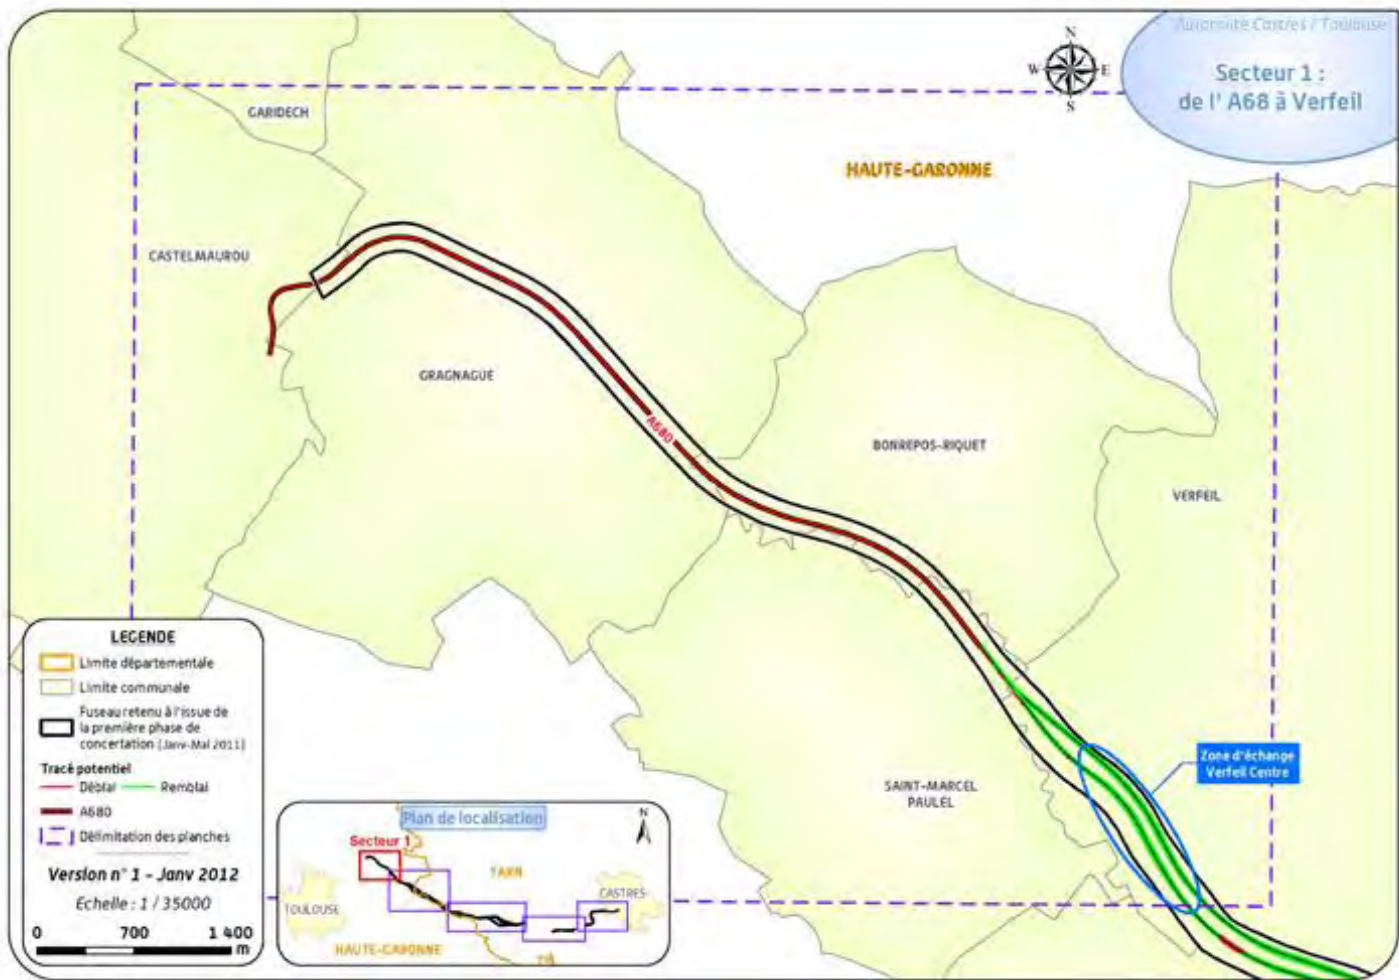 Autoroute Castres / Toulouse
Secteur 1 :
de l' A68 à Verfeil
N
W
E
S
GARIDECH
HAUTE-GARONNE
CASTELMAUROU
GRAGNAGUE
A680
BONREPOS-RIQUET
VERFEIL
SAINT-MARCEL
PAULEL
Zone d'échange
Verfeil Centre
LEGENDE
Limite départementale
Limite communale
Fuseau retenu à l'issue de
la première phase de
concertation (Janv-Mai 2011)
Tracé potentiel
Déblai
Remblai
A680
Délimitation des planches
Version n° 1 - Janv 2012
Echelle : 1 / 35000
0
700
1 400
m
Plan de localisation
N
Secteur 1
TARN
TOULOUSE
CASTRES
HAUTE-GARONNE